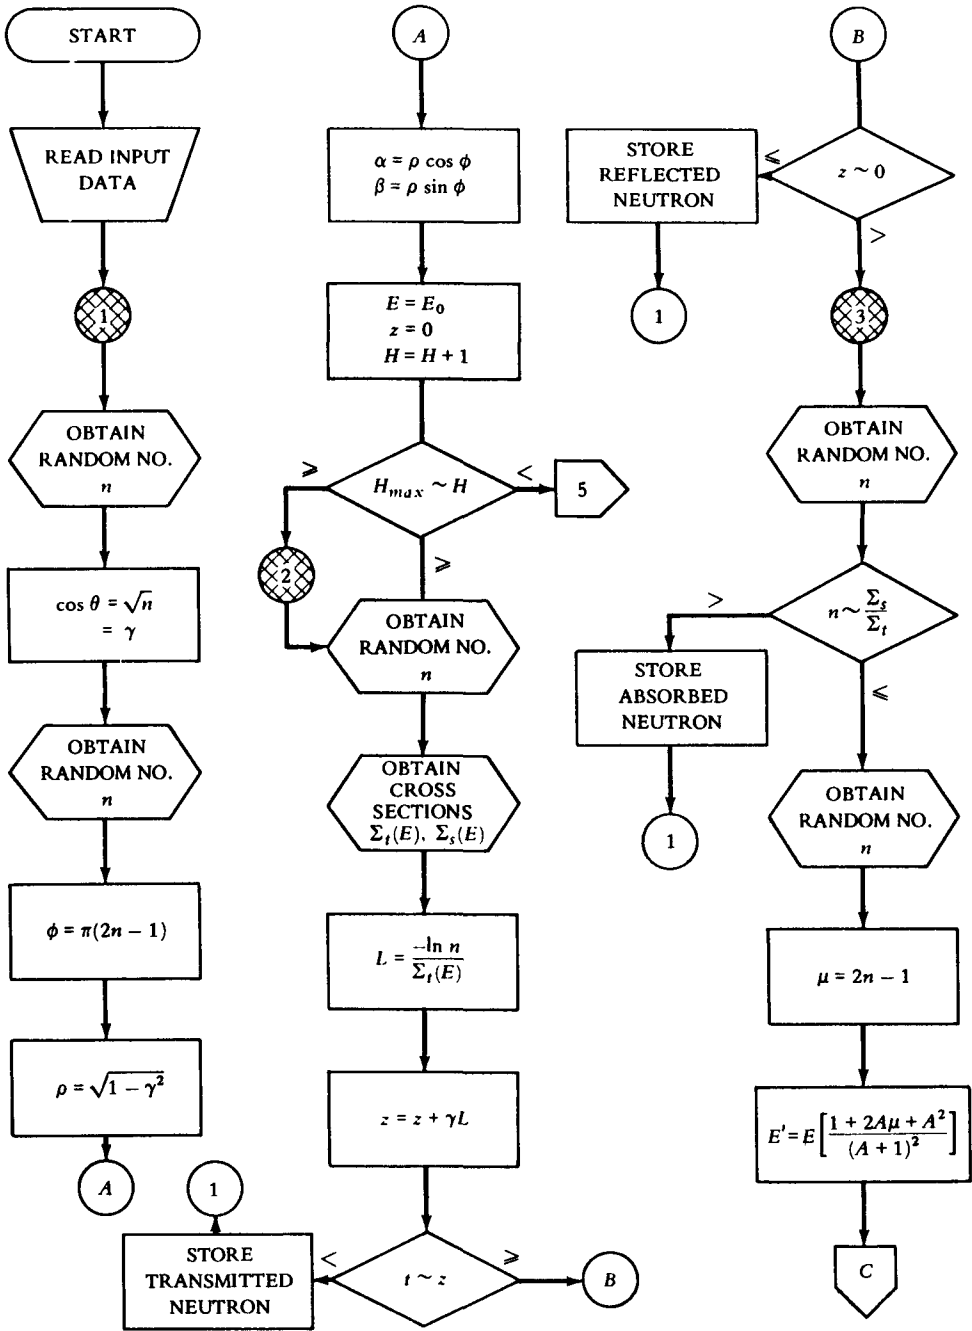 START
READ INPUT
DATA
1
OBTAIN
RANDOM NO.
n
cos θ = √n
= γ
OBTAIN
RANDOM NO.
n
ϕ = π(2n − 1)
ρ = √1 − γ²
A
A
α = ρ cos ϕ
β = ρ sin ϕ
E = E₀
z = 0
H = H + 1
H_max ~ H
⩾
<
5
2
⩾
OBTAIN
RANDOM NO.
n
OBTAIN
CROSS
SECTIONS
Σ_t(E), Σ_s(E)
L = −ln n / Σ_t(E)
z = z + γL
t ~ z
<
⩾
STORE
TRANSMITTED
NEUTRON
1
B
B
z ~ 0
⩽
STORE
REFLECTED
NEUTRON
1
>
3
OBTAIN
RANDOM NO.
n
n ~ Σ_s / Σ_t
>
STORE
ABSORBED
NEUTRON
1
⩽
OBTAIN
RANDOM NO.
n
μ = 2n − 1
E' = E [1 + 2Aμ + A² / (A + 1)²]
C